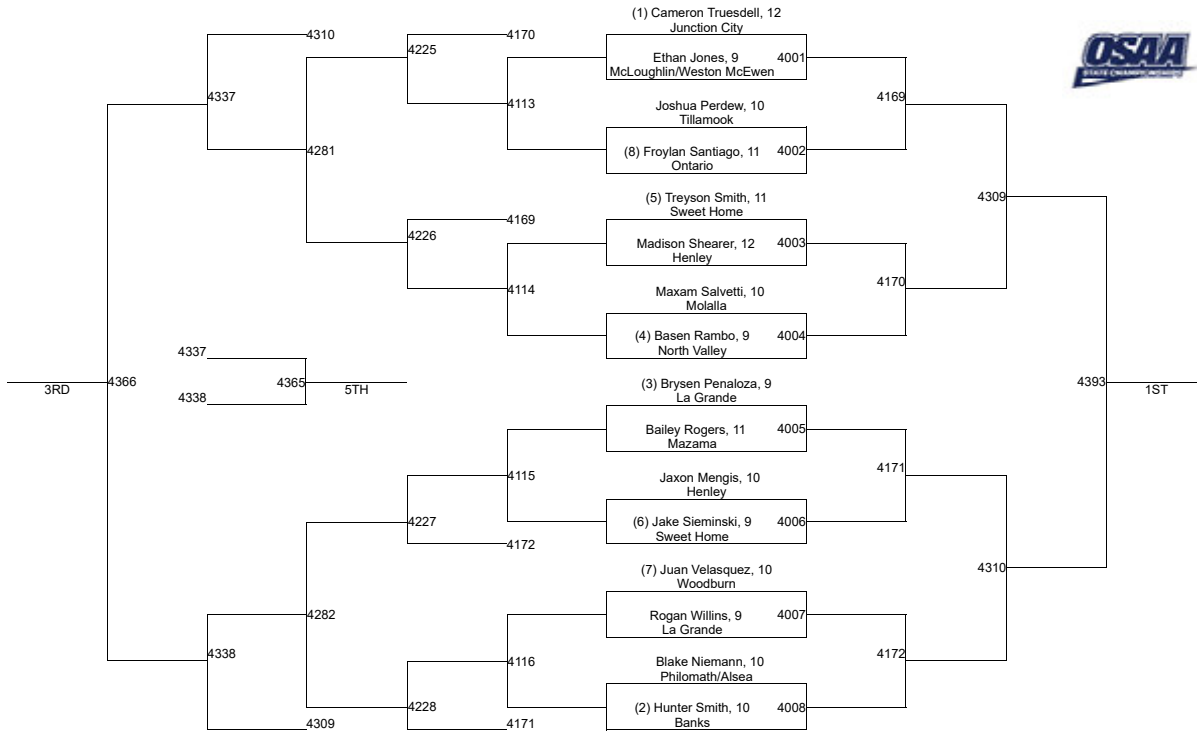 (1) Cameron Truesdell, 12
Junction City
4310
4170
4225
Ethan Jones, 9
4001
McLoughlin/Weston McEwen
OSAA
STATE CHAMPIONSHIPS
4337
4113
Joshua Perdew, 10
Tillamook
4169
4281
(8) Froylan Santiago, 11
4002
Ontario
(5) Treyson Smith, 11
Sweet Home
4309
4169
4226
Madison Shearer, 12
4003
Henley
4114
Maxam Salvetti, 10
Molalla
4170
(4) Basen Rambo, 9
4004
North Valley
4337
4366
4365
3RD
5TH
4338
(3) Brysen Penaloza, 9
La Grande
4393
1ST
Bailey Rogers, 11
4005
Mazama
4115
Jaxon Mengis, 10
Henley
4171
4227
(6) Jake Sieminski, 9
4006
Sweet Home
4172
(7) Juan Velasquez, 10
Woodburn
4310
4282
Rogan Willins, 9
4007
La Grande
4338
4116
Blake Niemann, 10
Philomath/Alsea
4172
4228
(2) Hunter Smith, 10
4008
Banks
4309
4171